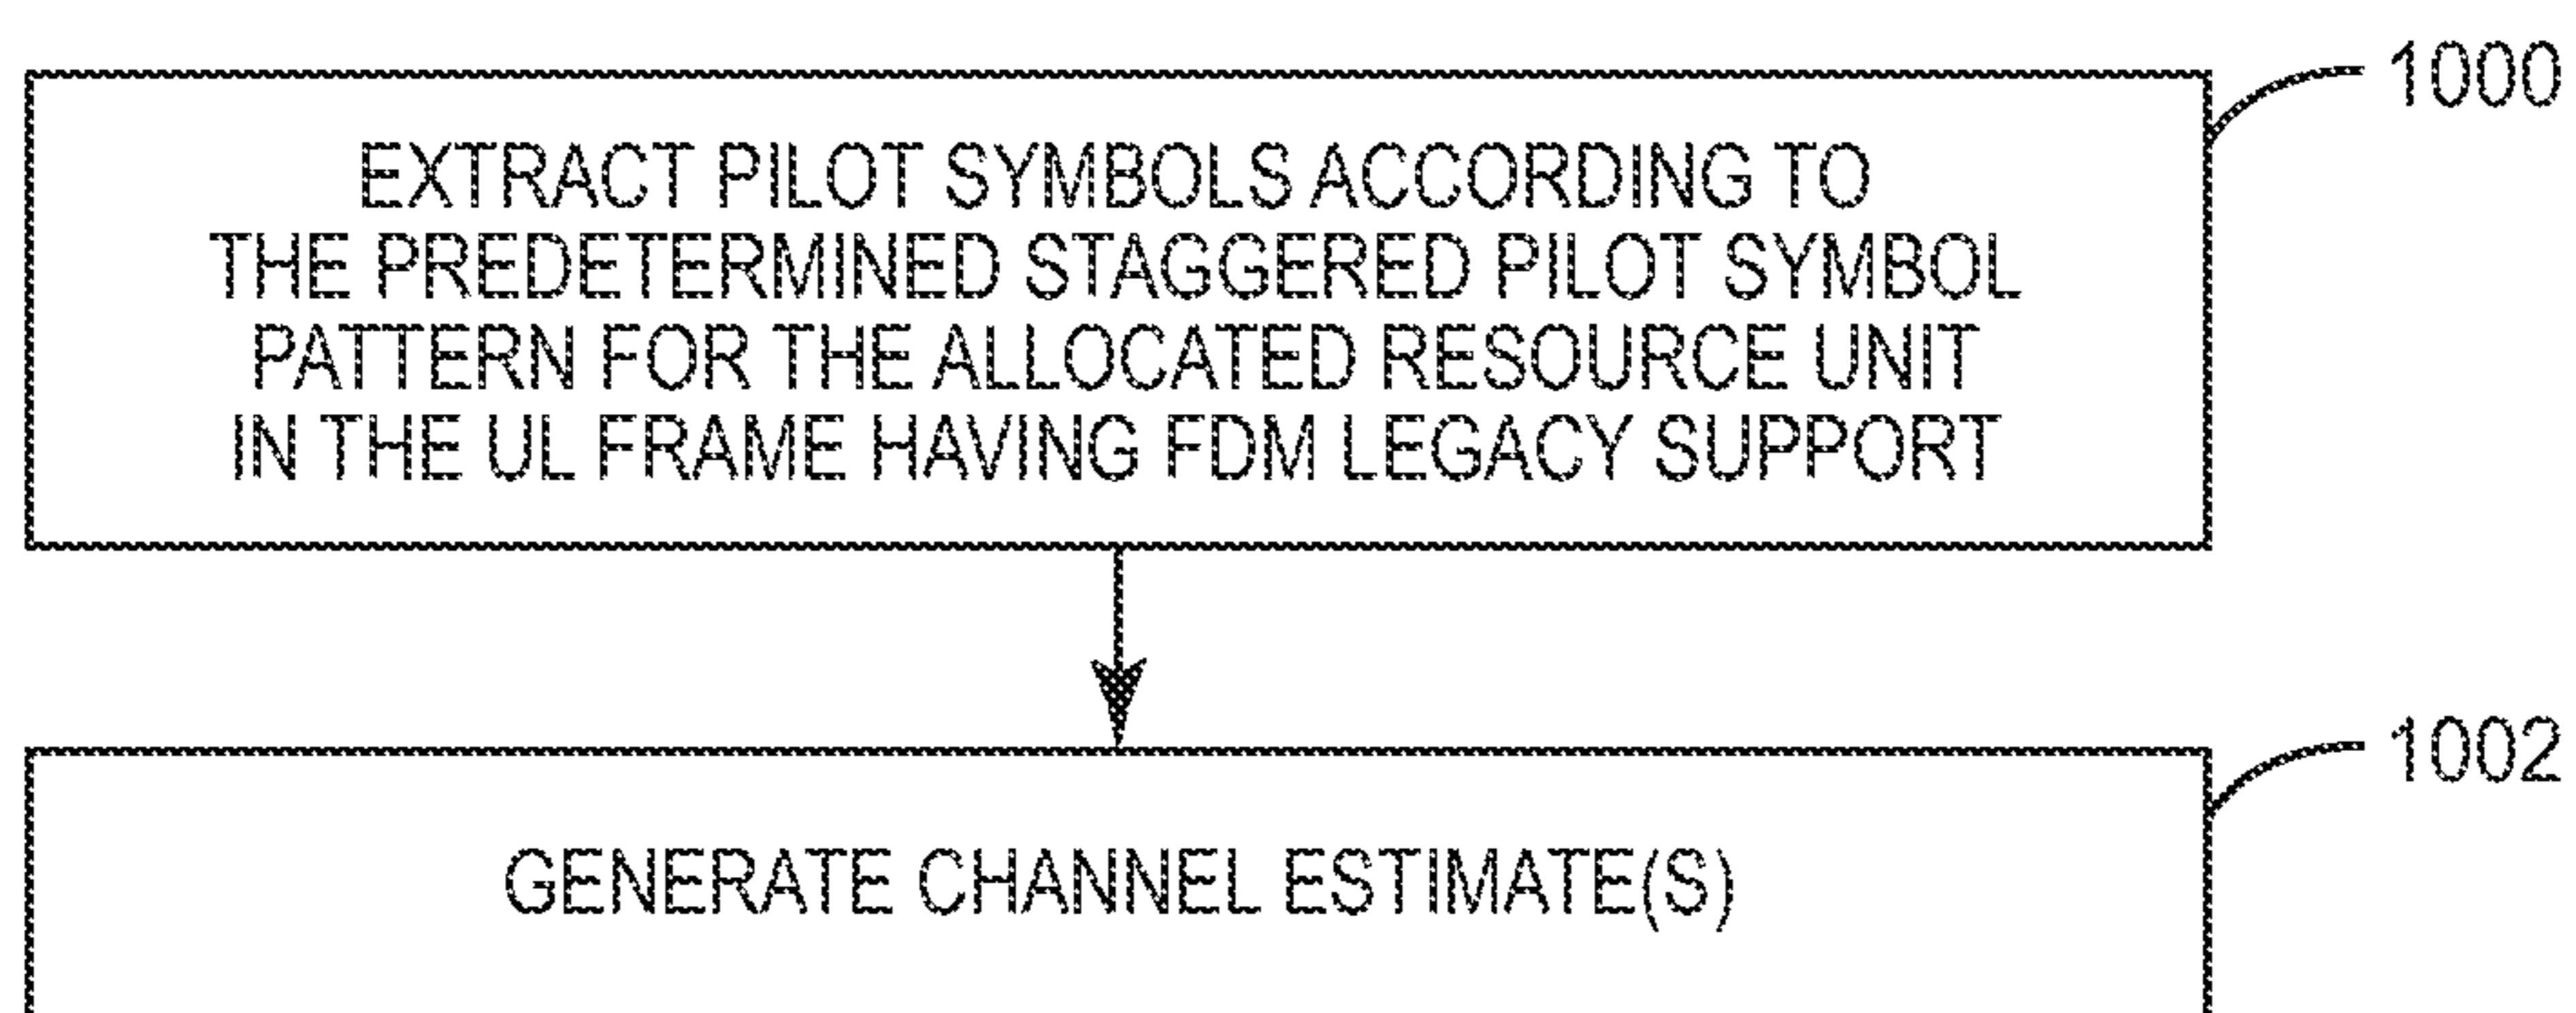 1000
EXTRACT PILOT SYMBOLS ACCORDING TO
THE PREDETERMINED STAGGERED PILOT SYMBOL
PATTERN FOR THE ALLOCATED RESOURCE UNIT
IN THE UL FRAME HAVING FDM LEGACY SUPPORT
1002
GENERATE CHANNEL ESTIMATE(S)